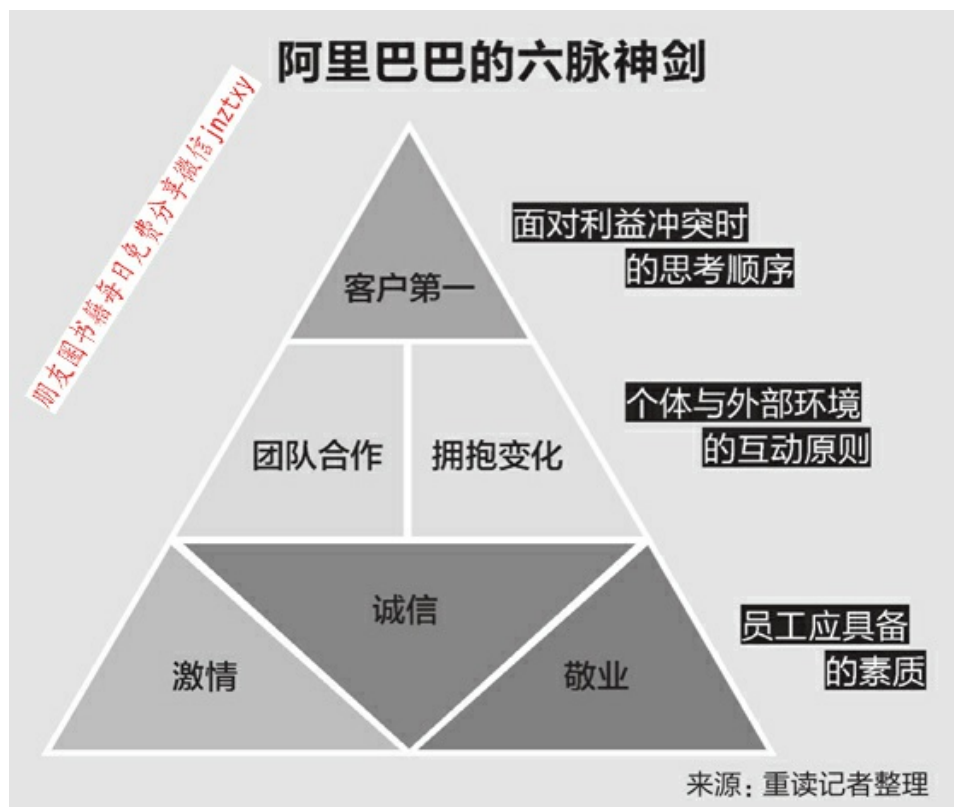 阿里巴巴的六脉神剑
朋友圈书籍每日免费分享微信jnztxy
客户第一
面对利益冲突时
的思考顺序
团队合作
拥抱变化
个体与外部环境
的互动原则
诚信
激情
敬业
员工应具备
的素质
来源：重读记者整理